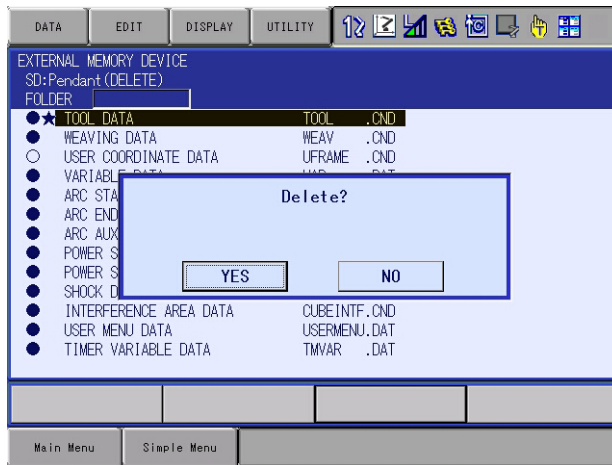 DATA EDIT DISPLAY UTILITY 12
EXTERNAL MEMORY DEVICE
SD:Pendant(DELETE)
FOLDER
TOOL DATA TOOL .CND
WEAVING DATA WEAV .CND
USER COORDINATE DATA UFRAME .CND
ARC STA
ARC END
ARC AUX
POWER S
POWER S
SHOCK D
Delete?
YES NO
INTERFERENCE AREA DATA CUBEINTF.CND
USER MENU DATA USERMENU.DAT
TIMER VARIABLE DATA TMVAR .DAT
Main Menu Simple Menu